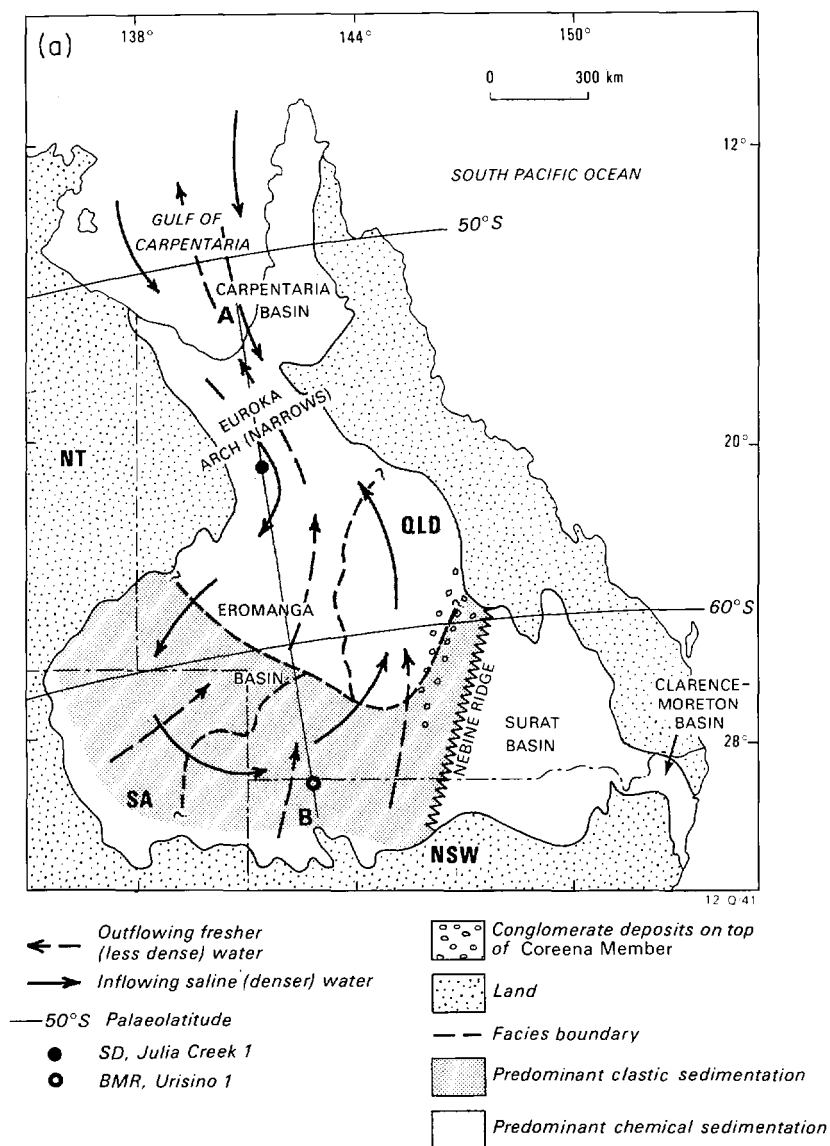 (a)
138°
144°
150°
0 300 km
12°
SOUTH PACIFIC OCEAN
50°S
GULF OF
CARPENTARIA
CARPENTARIA
BASIN
A
EUROKA
ARCH (NARROWS)
NT
20°
?
QLD
?
EROMANGA
60°S
BASIN
NEBINE RIDGE
CLARENCE-
MORETON
BASIN
SURAT
BASIN
28°
SA
?
B
NSW
12 Q·41
Outflowing fresher
(less dense) water
Inflowing saline (denser) water
50°S Palaeolatitude
SD, Julia Creek 1
BMR, Urisino 1
Conglomerate deposits on top
of Coreena Member
Land
Facies boundary
Predominant clastic sedimentation
Predominant chemical sedimentation